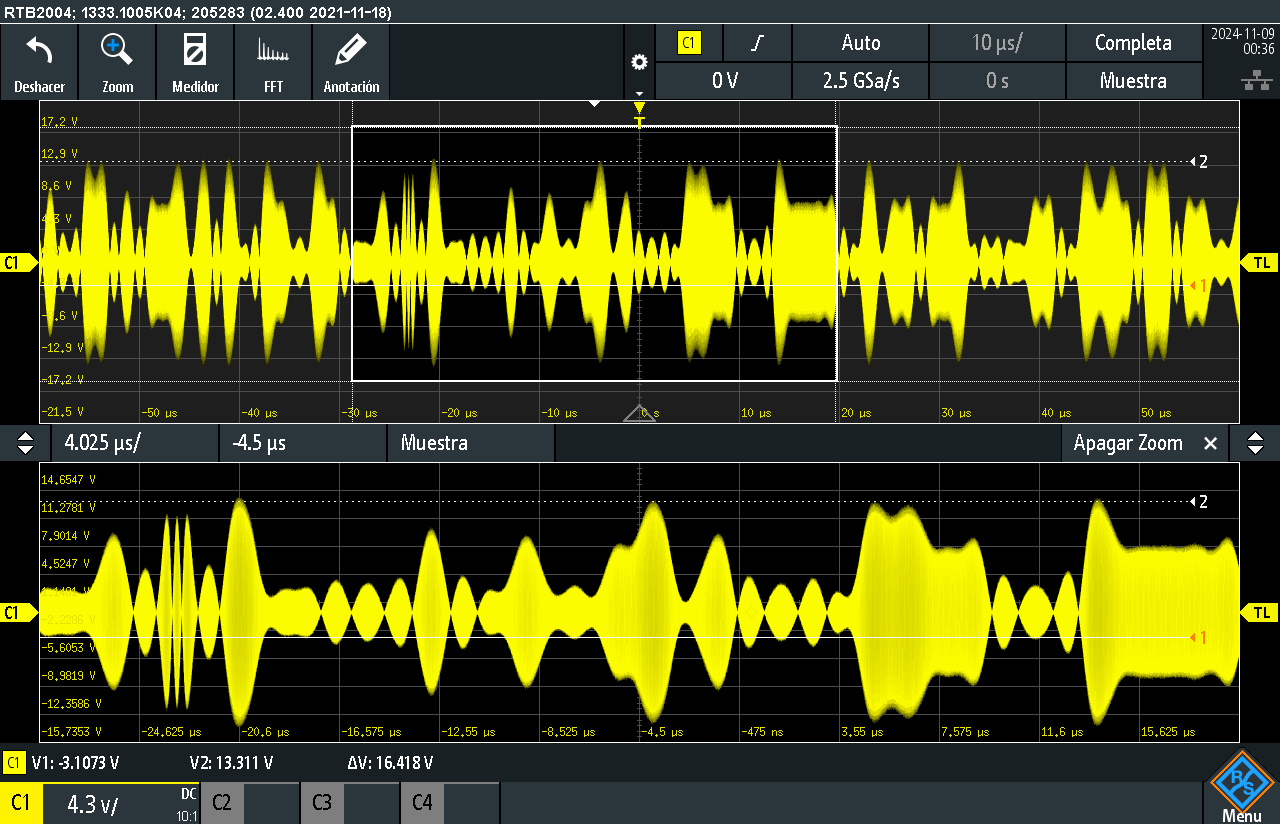 RTB2004; 1333.1005K04; 205283 (02.400 2021-11-18)
Deshacer
Zoom
Medidor
FFT
Anotación
C1
Auto
10 µs/
Completa
2024-11-09
00:36
0 V
2.5 GSa/s
0 s
Muestra
T
17,2 V
12,9 V
8,6 V
4,3 V
-12,9 V
-17,2 V
-21,5 V
2
1
C1
TL
-50 µs
-40 µs
-30 µs
-20 µs
-10 µs
0 s
10 µs
20 µs
30 µs
40 µs
50 µs
4.025 µs/
-4.5 µs
Muestra
Apagar Zoom
14,6547 V
11,2781 V
7,9014 V
4,5247 V
-2,2286 V
-5,6053 V
-8,9819 V
-12,3586 V
-15,7353 V
2
1
C1
TL
-24,625 µs
-20,6 µs
-16,575 µs
-12,55 µs
-8,525 µs
-4,5 µs
-475 ns
3,55 µs
7,575 µs
11,6 µs
15,625 µs
C1
V1: -3.1073 V
V2: 13.311 V
ΔV: 16.418 V
C1
4.3 V/
DC
10:1
C2
C3
C4
R S
Menu